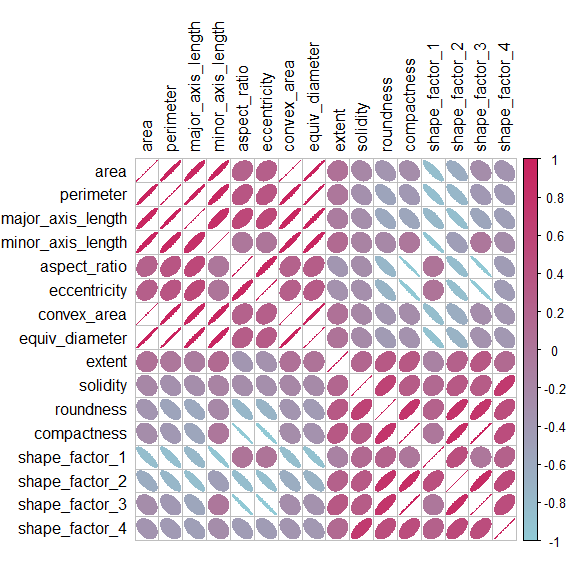 area
perimeter
major_axis_length
minor_axis_length
aspect_ratio
eccentricity
convex_area
equiv_diameter
extent
solidity
roundness
compactness
shape_factor_1
shape_factor_2
shape_factor_3
shape_factor_4
area
perimeter
major_axis_length
minor_axis_length
aspect_ratio
eccentricity
convex_area
equiv_diameter
extent
solidity
roundness
compactness
shape_factor_1
shape_factor_2
shape_factor_3
shape_factor_4
1
0.8
0.6
0.4
0.2
0
-0.2
-0.4
-0.6
-0.8
-1